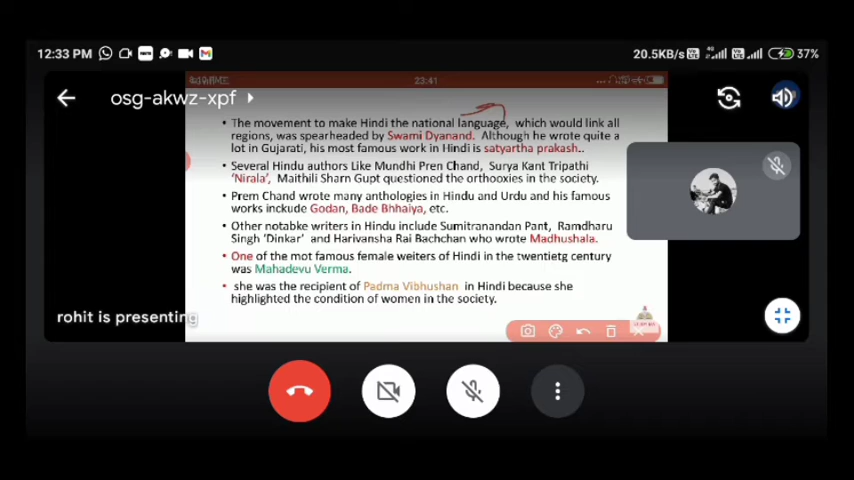 12:33 PM
20.5KB/s
37%
23:41
osg-akwz-xpf
• The movement to make Hindi the national language, which would link all
regions, was spearheaded by Swami Dyanand. Although he wrote quite a
lot in Gujarati, his most famous work in Hindi is satyartha prakash..
• Several Hindu authors Like Mundhi Pren Chand, Surya Kant Tripathi
'Nirala', Maithili Sharn Gupt questioned the orthooxies in the society.
• Prem Chand wrote many anthologies in Hindu and Urdu and his famous
works inckude Godan, Bade Bhhaiya, etc.
• Other notabke writers in Hindu include Sumitranandan Pant, Ramdharu
Singh 'Dinkar' and Harivansha Rai Bachchan who wrote Madhushala.
• One of the mot famous female weiters of Hindi in the twentietg century
was Mahadevu Verma.
• she was the recipient of Padma Vibhushan in Hindi because she
highlighted the condition of women in the society.
rohit is presenting